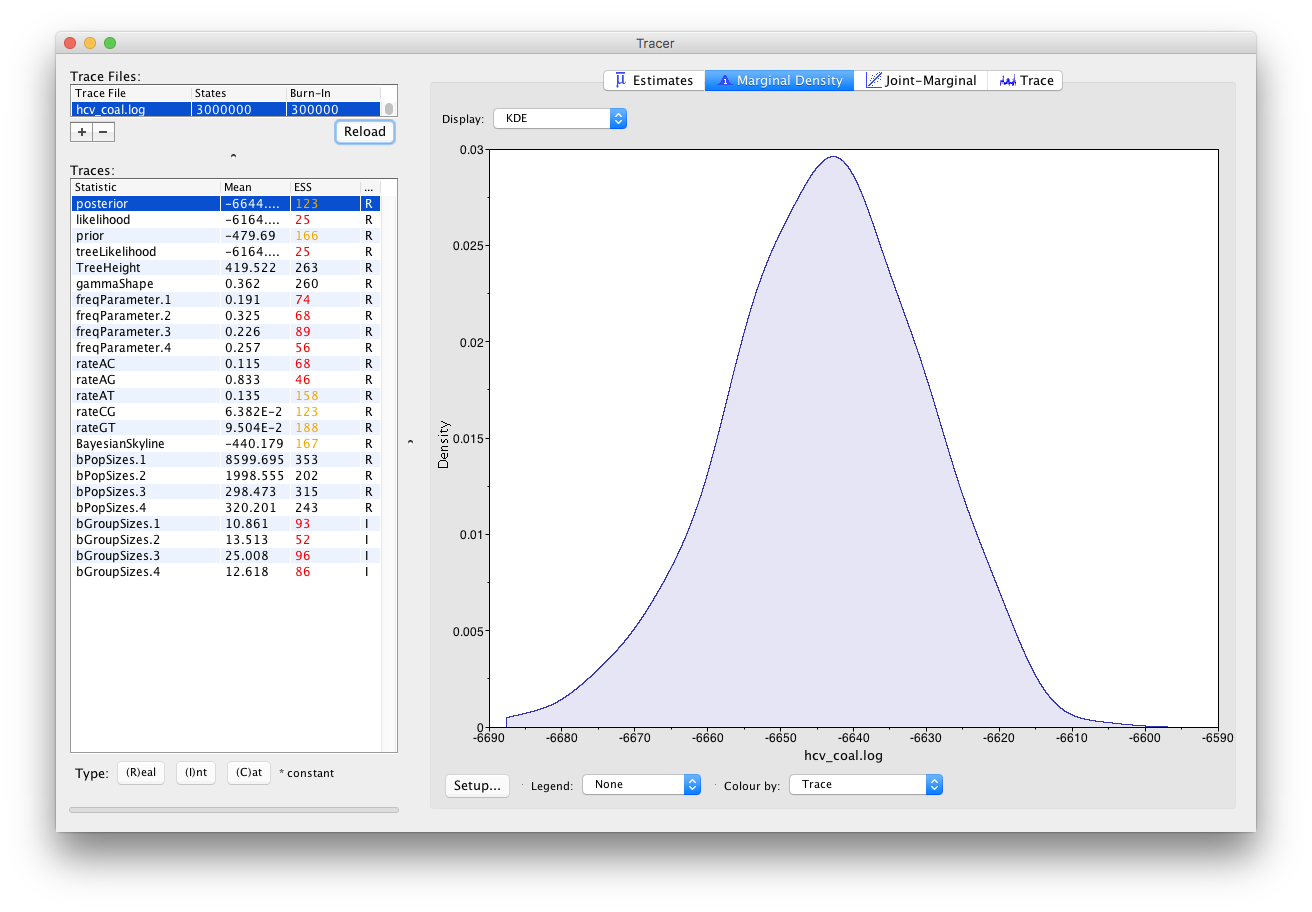 Tracer
Trace Files:
Trace File States Burn-In
hcv_coal.log 3000000 300000
+ −
Reload
Traces:
Statistic Mean ESS ...
posterior -6644.... 123 R
likelihood -6164.... 25 R
prior -479.69 166 R
treeLikelihood -6164.... 25 R
TreeHeight 419.522 263 R
gammaShape 0.362 260 R
freqParameter.1 0.191 74 R
freqParameter.2 0.325 68 R
freqParameter.3 0.226 89 R
freqParameter.4 0.257 56 R
rateAC 0.115 68 R
rateAG 0.833 46 R
rateAT 0.135 158 R
rateCG 6.382E-2 123 R
rateGT 9.504E-2 188 R
BayesianSkyline -440.179 167 R
bPopSizes.1 8599.695 353 R
bPopSizes.2 1998.555 202 R
bPopSizes.3 298.473 315 R
bPopSizes.4 320.201 243 R
bGroupSizes.1 10.861 93 I
bGroupSizes.2 13.513 52 I
bGroupSizes.3 25.008 96 I
bGroupSizes.4 12.618 86 I
Type: (R)eal (I)nt (C)at * constant
Estimates Marginal Density Joint-Marginal Trace
Display: KDE
0.03
0.025
0.02
0.015
0.01
0.005
0
Density
-6690 -6680 -6670 -6660 -6650 -6640 -6630 -6620 -6610 -6600 -6590
hcv_coal.log
Setup... Legend: None Colour by: Trace